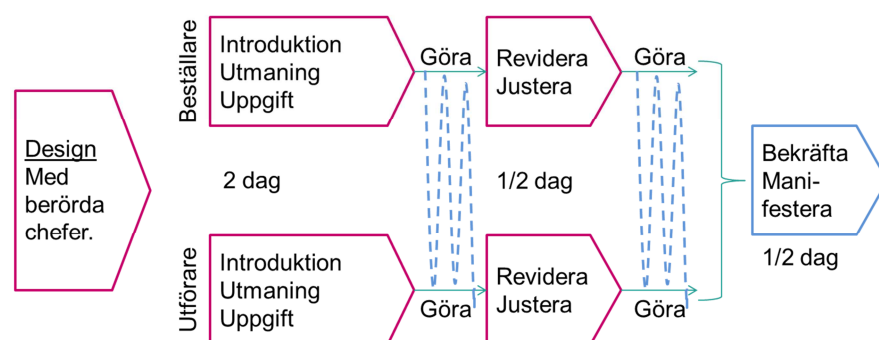 Design
Med
berörda
chefer.
Beställare
Introduktion
Utmaning
Uppgift
Göra
Revidera
Justera
Göra
2 dag
1/2 dag
Utförare
Introduktion
Utmaning
Uppgift
Göra
Revidera
Justera
Göra
Bekräfta
Mani-
festera
1/2 dag